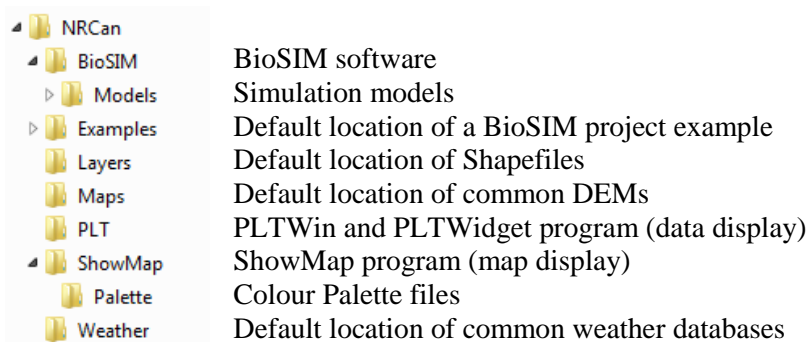 NRCan
BioSIM BioSIM software
Models Simulation models
Examples Default location of a BioSIM project example
Layers Default location of Shapefiles
Maps Default location of common DEMs
PLT PLTWin and PLTWidget program (data display)
ShowMap ShowMap program (map display)
Palette Colour Palette files
Weather Default location of common weather databases